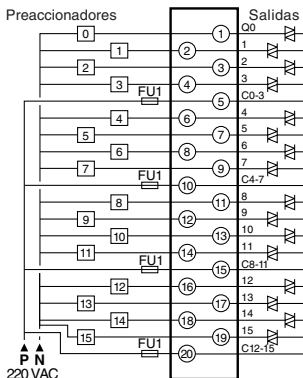 Preaccionadores Salidas
0 1 Q0
1 2 1
2 3 2
3 4 3
FU1 5 C0-3
4 6 4
5 7 5
6 8 6
7 9 7
FU1 10 C4-7
8 11 8
9 12 9
10 13 10
11 14 11
FU1 15 C8-11
12 16 12
13 17 13
14 18 14
15 19 15
FU1 20 C12-15
P N
220 VAC